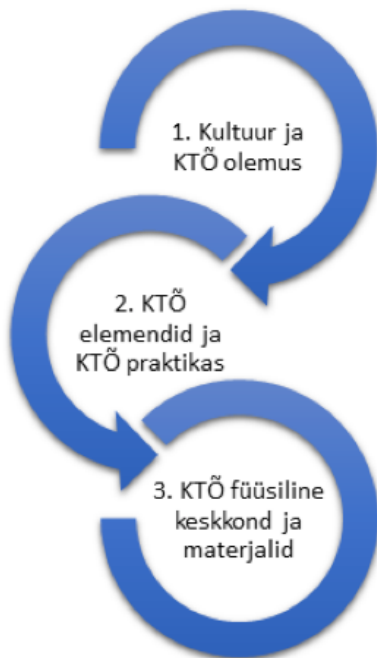 1. Kultuur ja
KTÕ olemus
2. KTÕ
elemendid ja
KTÕ praktikas
3. KTÕ füüsiline
keskkond ja
materjalid